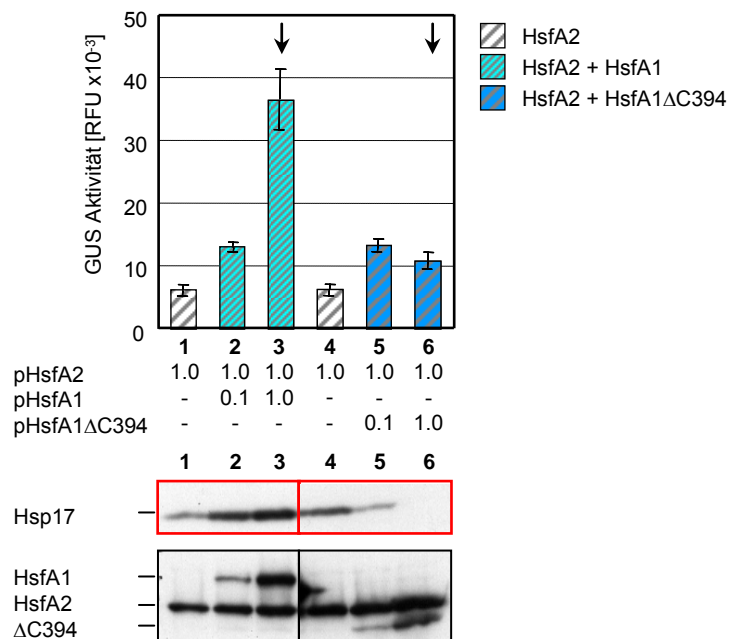 50
40
30
20
10
0
GUS Aktivität [RFU x10-3]
HsfA2
HsfA2 + HsfA1
HsfA2 + HsfA1ΔC394
1 2 3 4 5 6
pHsfA2 1.0 1.0 1.0 1.0 1.0 1.0
pHsfA1 - 0.1 1.0 - - -
pHsfA1ΔC394 - - - - 0.1 1.0
1 2 3 4 5 6
Hsp17
HsfA1
HsfA2
ΔC394